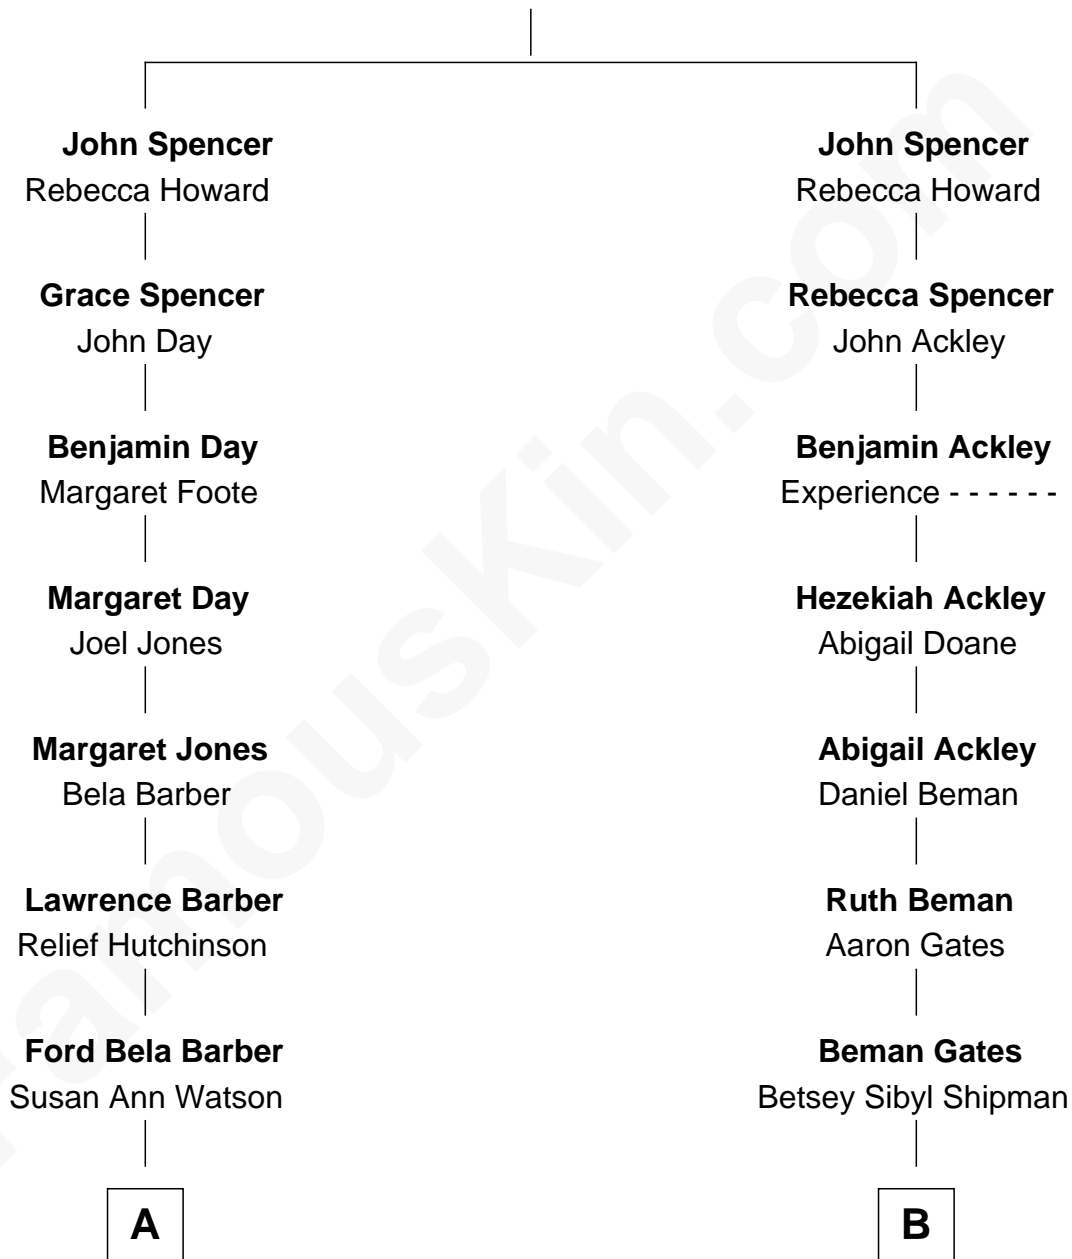 John Spencer
Rebecca Howard
Grace Spencer
John Day
Benjamin Day
Margaret Foote
Margaret Day
Joel Jones
Margaret Jones
Bela Barber
Lawrence Barber
Relief Hutchinson
Ford Bela Barber
Susan Ann Watson
A
John Spencer
Rebecca Howard
Rebecca Spencer
John Ackley
Benjamin Ackley
Experience - - - - - -
Hezekiah Ackley
Abigail Doane
Abigail Ackley
Daniel Beman
Ruth Beman
Aaron Gates
Beman Gates
Betsey Sibyl Shipman
B
FamousKin.com